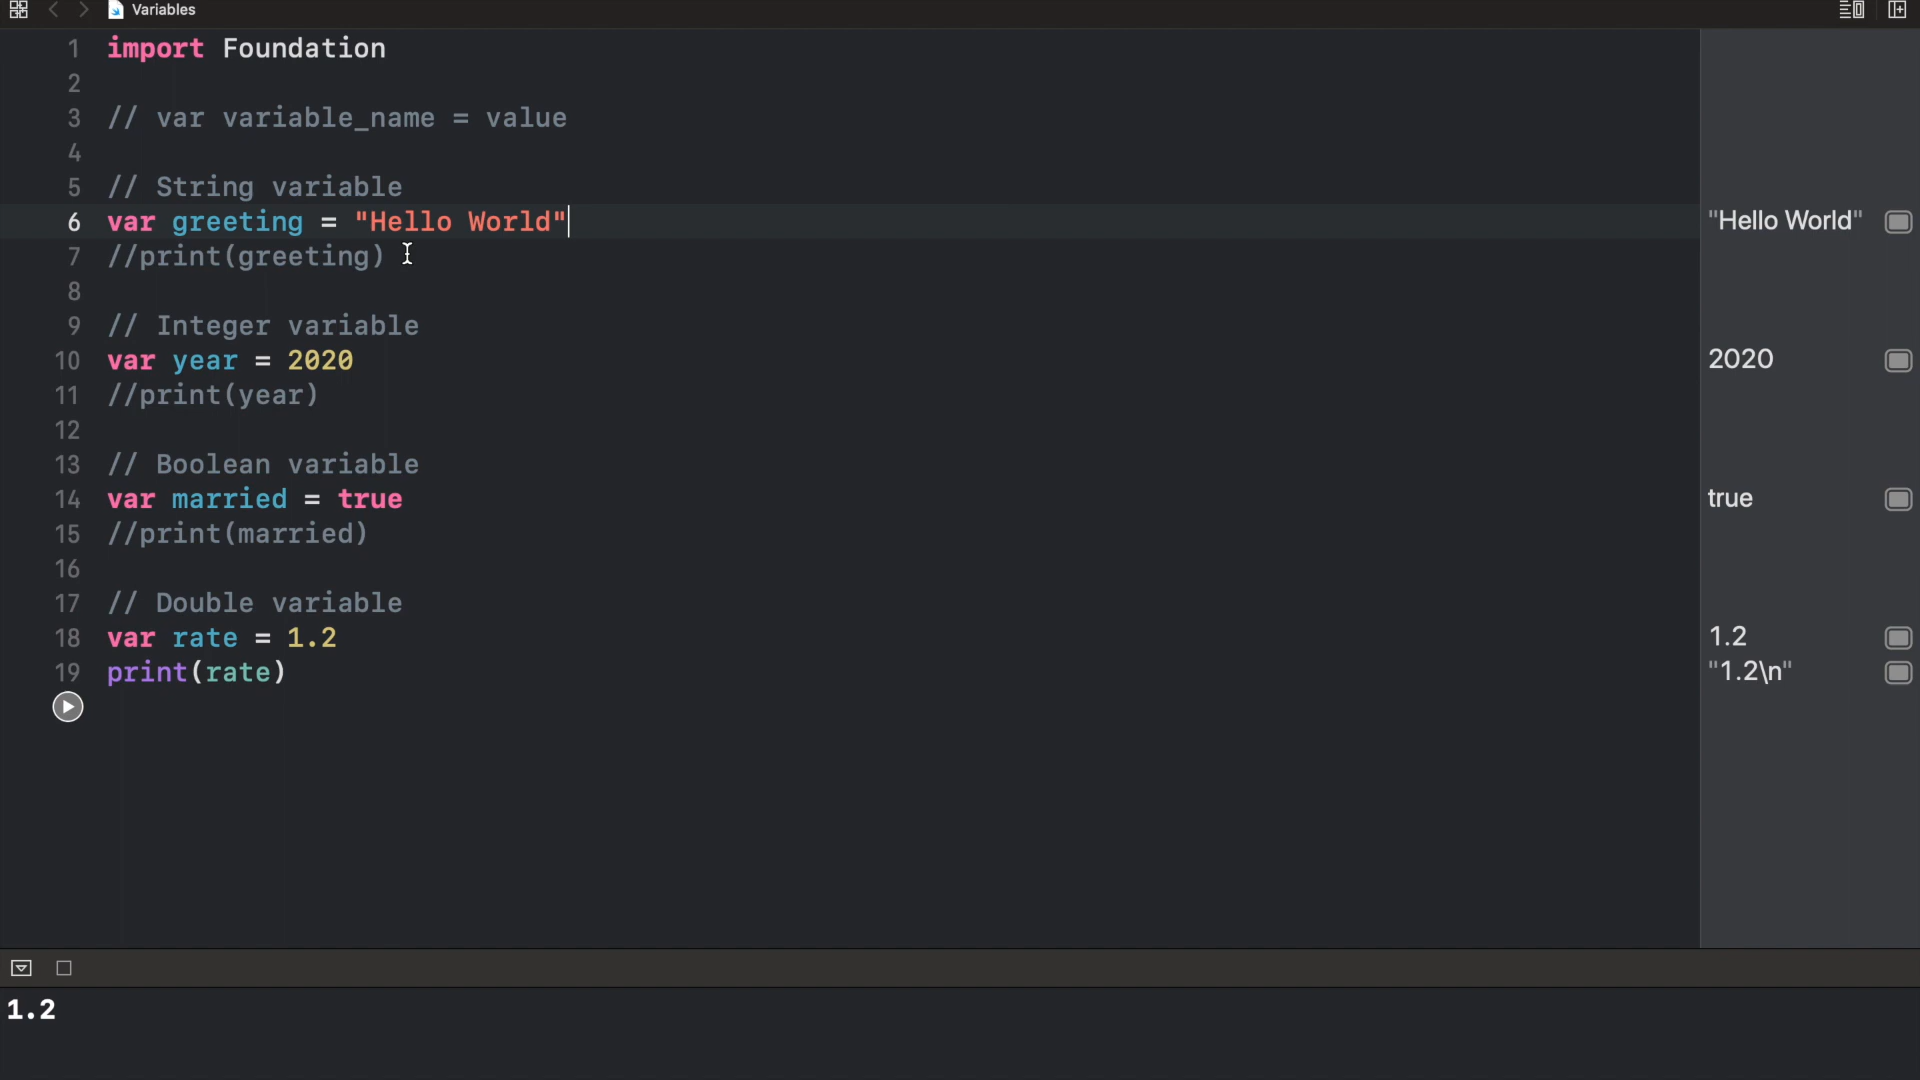 Variables
1 import Foundation
2
3 // var variable_name = value
4
5 // String variable
6 var greeting = "Hello World" "Hello World"
7 //print(greeting)
8
9 // Integer variable
10 var year = 2020 2020
11 //print(year)
12
13 // Boolean variable
14 var married = true true
15 //print(married)
16
17 // Double variable
18 var rate = 1.2 1.2
19 print(rate) "1.2\n"
1.2